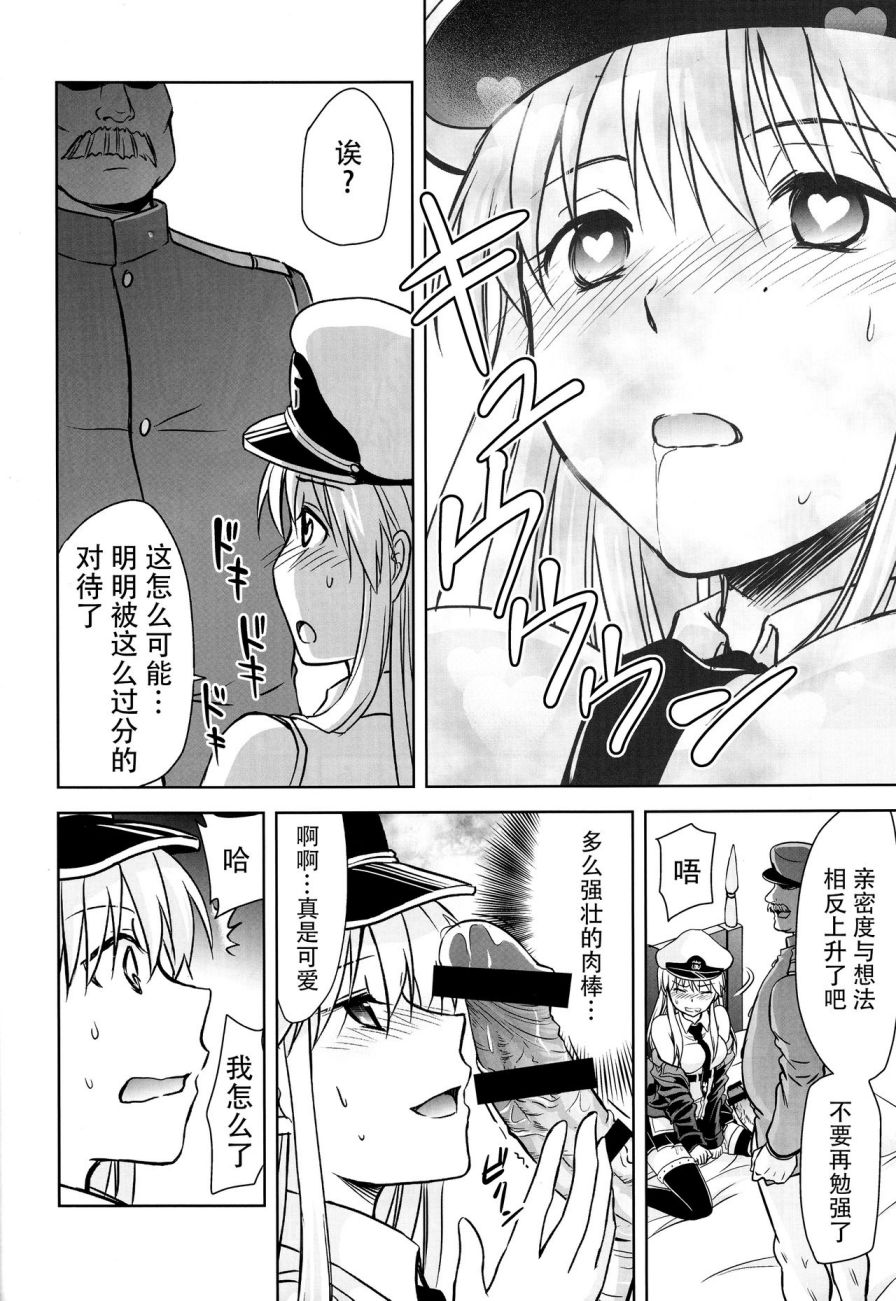 キュウウウン
诶?
这怎么可能…
明明被这么过分的
对待了
ドキ
ドキ
ドキ
亲密度与想法
相反上升了吧
唔
不要再勉强了
多么强壮的肉棒…
啊啊…真是可爱
哈
我怎么了